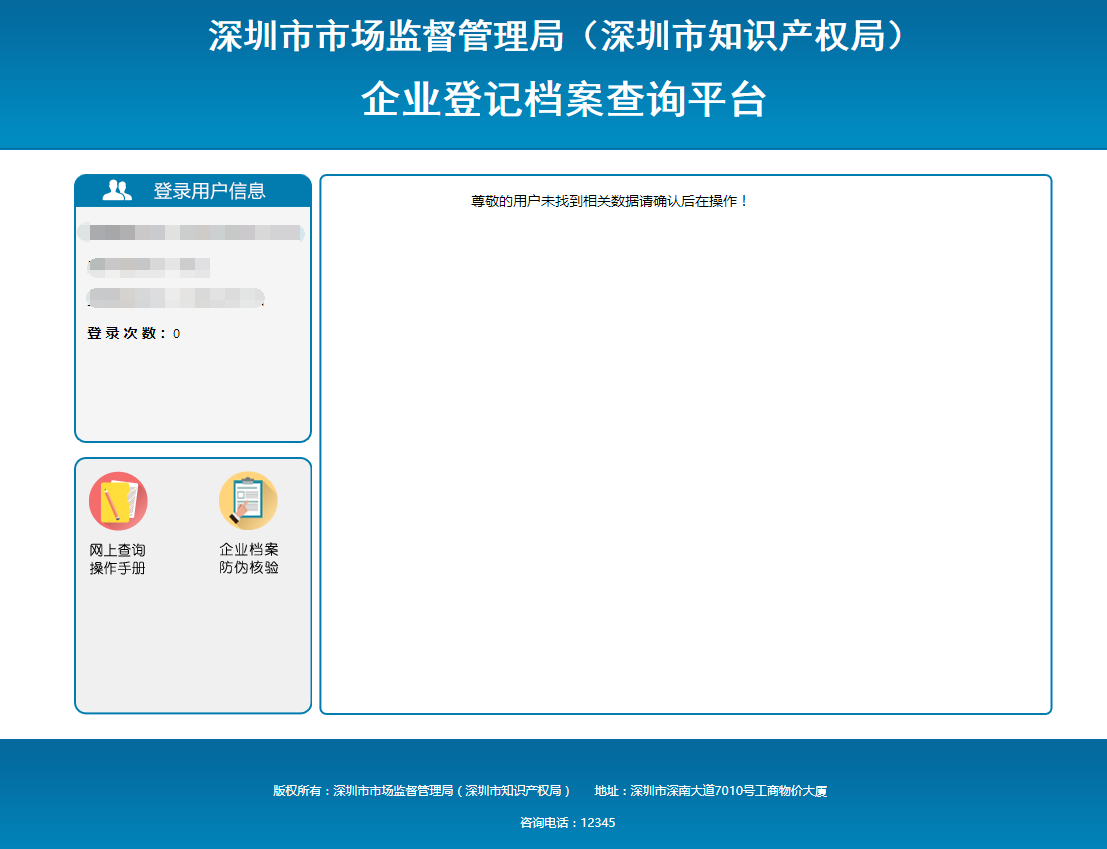 深圳市市场监督管理局（深圳市知识产权局）
企业登记档案查询平台
登录用户信息
登录次数：0
网上查询
操作手册
企业档案
防伪核验
尊敬的用户未找到相关数据请确认后在操作！
版权所有：深圳市市场监督管理局（深圳市知识产权局） 地址：深圳市深南大道7010号工商物价大厦
咨询电话：12345